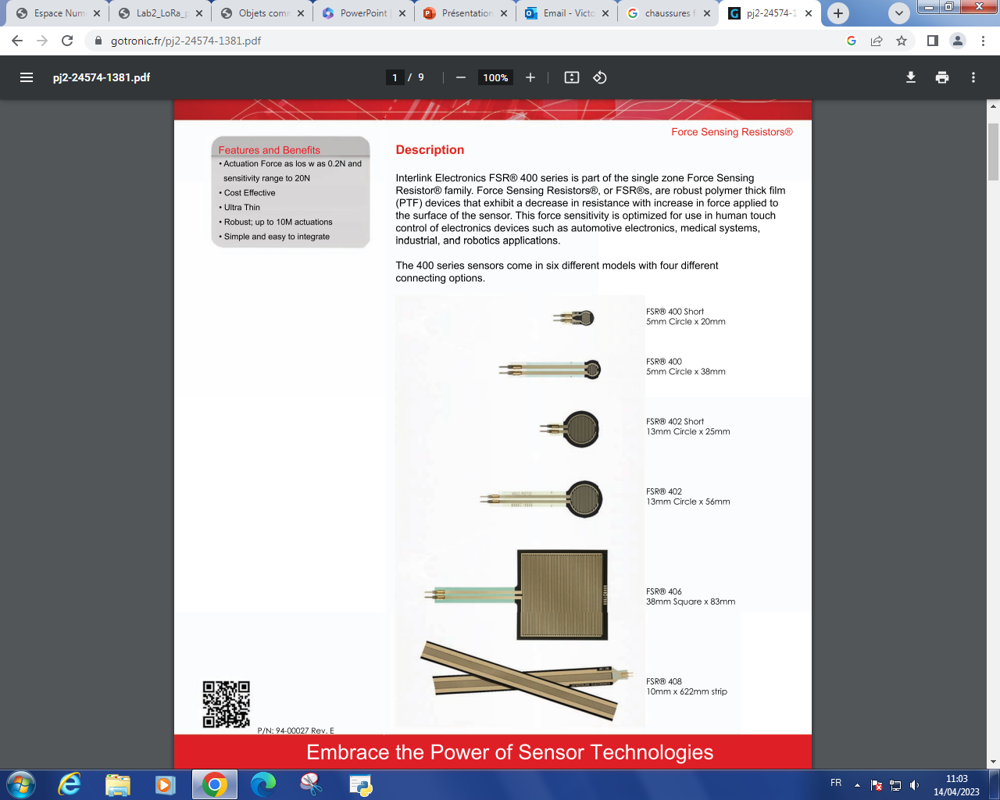 Espace Num
Lab2_LoRa_p
Objets comm
PowerPoint
Présentation
Email - Victo
chaussures f
pj2-24574-1
gotronic.fr/pj2-24574-1381.pdf
pj2-24574-1381.pdf
1 / 9
100%
Force Sensing Resistors®
Features and Benefits
• Actuation Force as los w as 0.2N and
sensitivity range to 20N
• Cost Effective
• Ultra Thin
• Robust; up to 10M actuations
• Simple and easy to integrate
Description
Interlink Electronics FSR® 400 series is part of the single zone Force Sensing
Resistor® family. Force Sensing Resistors®, or FSR®s, are robust polymer thick film
(PTF) devices that exhibit a decrease in resistance with increase in force applied to
the surface of the sensor. This force sensitivity is optimized for use in human touch
control of electronics devices such as automotive electronics, medical systems,
industrial, and robotics applications.
The 400 series sensors come in six different models with four different
connecting options.
FSR® 400 Short
5mm Circle x 20mm
FSR® 400
5mm Circle x 38mm
FSR® 402 Short
13mm Circle x 25mm
FSR® 402
13mm Circle x 56mm
FSR® 406
38mm Square x 83mm
FSR® 408
10mm x 622mm strip
P/N: 94-00027 Rev. E
Embrace the Power of Sensor Technologies
FR
11:03
14/04/2023